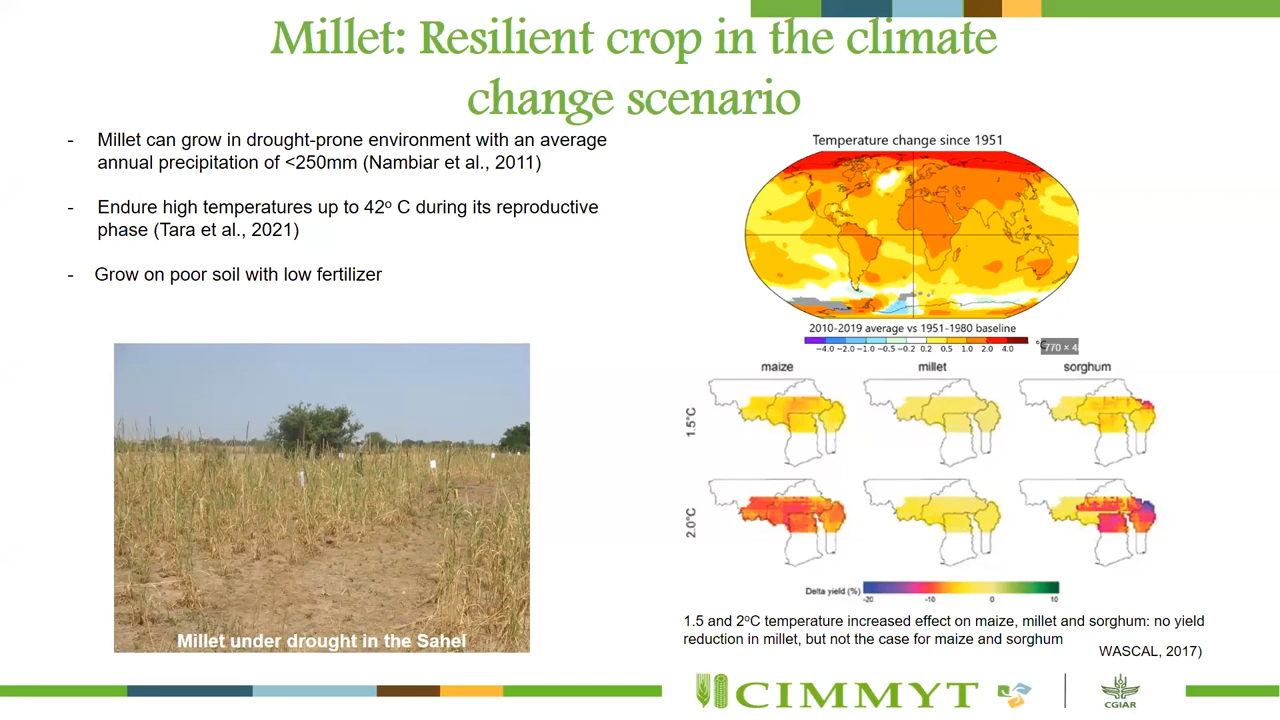 Millet: Resilient crop in the climate
change scenario
- Millet can grow in drought-prone environment with an average
annual precipitation of <250mm (Nambiar et al., 2011)
- Endure high temperatures up to 42º C during its reproductive
phase (Tara et al., 2021)
- Grow on poor soil with low fertilizer
Millet under drought in the Sahel
Temperature change since 1951
2010-2019 average vs 1951-1980 baseline
-4.0 -2.0 -1.0 -0.5 -0.2 0.2 0.5 1.0 2.0 4.0 °C
maize millet sorghum
1.5°C
2.0°C
Delta yield (%)
-20 -10 0 10
1.5 and 2ºC temperature increased effect on maize, millet and sorghum: no yield
reduction in millet, but not the case for maize and sorghum
WASCAL, 2017)
CIMMYT
CGIAR